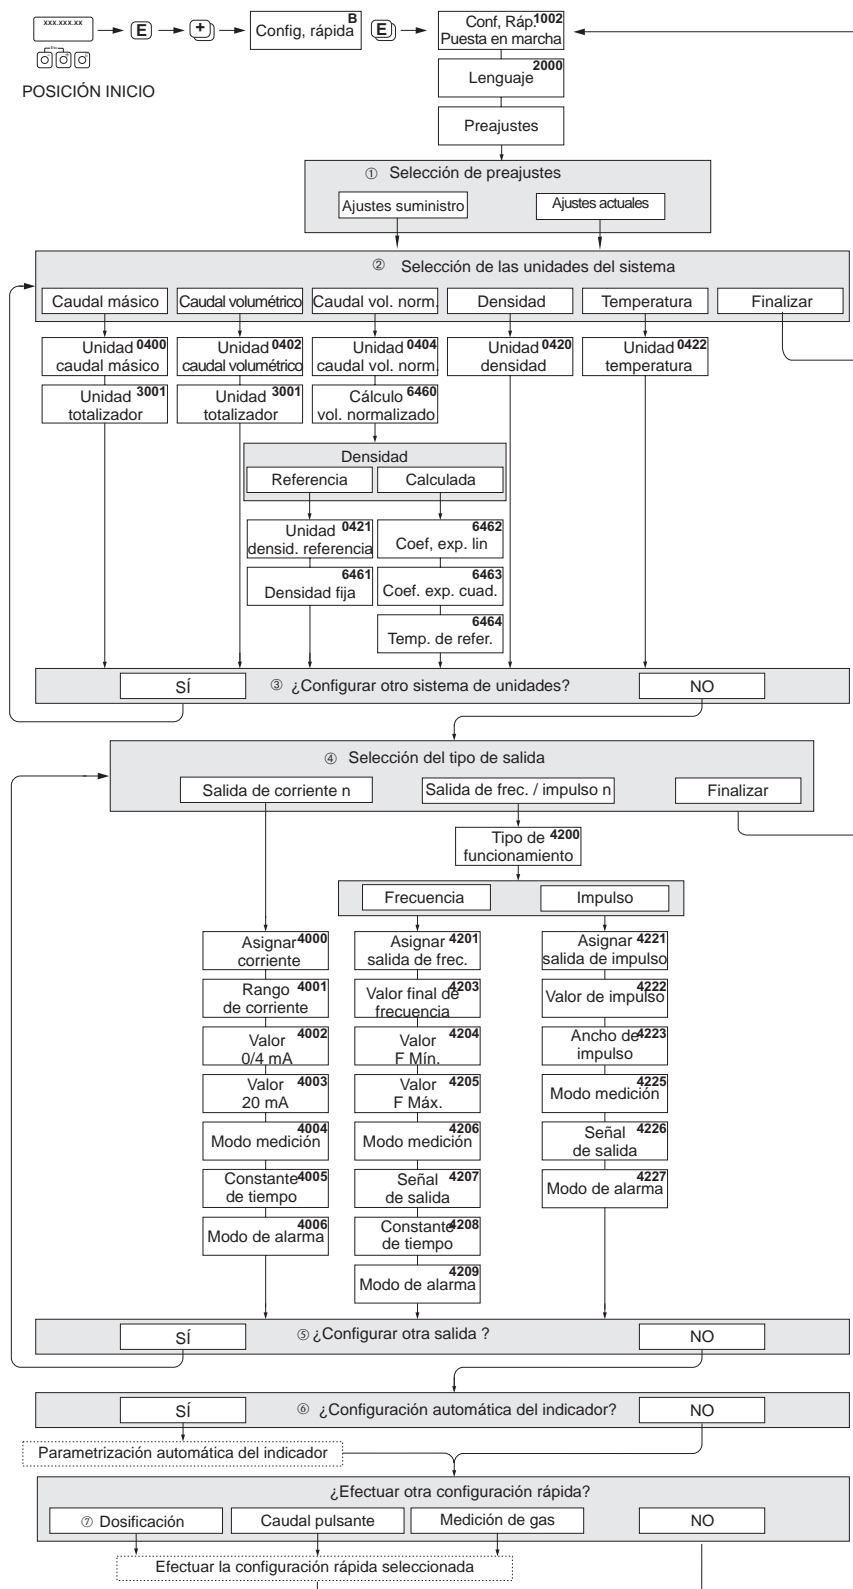 xxx.xxx.xx
Esc
E
+
B
Config, rápida
E
Conf, Ráp. 1002
Puesta en marcha
POSICIÓN INICIO
2000
Lenguaje
Preajustes
① Selección de preajustes
Ajustes suministro
Ajustes actuales
② Selección de las unidades del sistema
Caudal másico
Caudal volumétrico
Caudal vol. norm.
Densidad
Temperatura
Finalizar
Unidad 0400
caudal másico
Unidad 0402
caudal volumétrico
Unidad 0404
caudal vol. norm.
Unidad 0420
densidad
Unidad 0422
temperatura
Unidad 3001
totalizador
Unidad 3001
totalizador
Cálculo 6460
vol. normalizado
Densidad
Referencia
Calculada
Unidad 0421
densid. referencia
6462
Coef, exp. lin
6461
Densidad fija
6463
Coef. exp. cuad.
6464
Temp. de refer.
SÍ
③ ¿Configurar otro sistema de unidades?
NO
④ Selección del tipo de salida
Salida de corriente n
Salida de frec. / impulso n
Finalizar
Tipo de 4200
funcionamiento
Frecuencia
Impulso
Asignar 4000
corriente
Asignar 4201
salida de frec.
Asignar 4221
salida de impulso
Rango 4001
de corriente
4203
Valor final de
frecuencia
4222
Valor de impulso
Valor 4002
0/4 mA
Valor 4204
F Mín.
Ancho de 4223
impulso
Valor 4003
20 mA
Valor 4205
F Máx.
4225
Modo medición
4004
Modo medición
4206
Modo medición
Señal 4226
de salida
Constante 4005
de tiempo
Señal 4207
de salida
4227
Modo de alarma
4006
Modo de alarma
Constante 4208
de tiempo
4209
Modo de alarma
SÍ
⑤ ¿Configurar otra salida ?
NO
SÍ
⑥ ¿Configuración automática del indicador?
NO
Parametrización automática del indicador
¿Efectuar otra configuración rápida?
⑦ Dosificación
Caudal pulsante
Medición de gas
NO
Efectuar la configuración rápida seleccionada